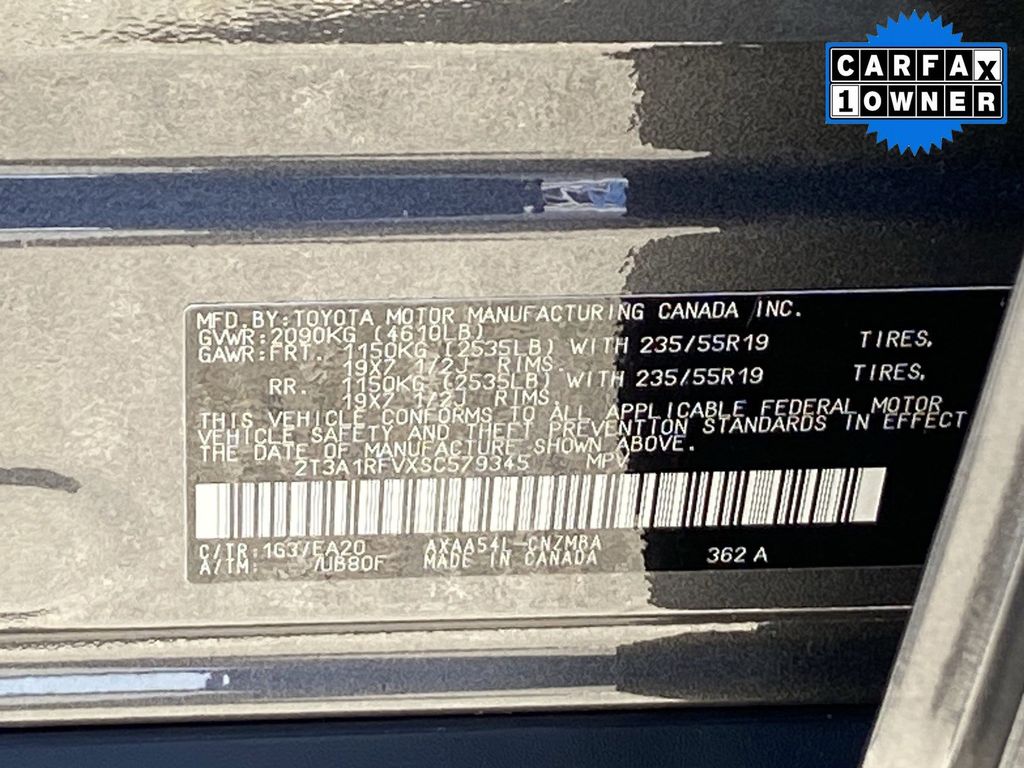 CARFAX
1 OWNER
MFD. BY: TOYOTA MOTOR MANUFACTURING CANADA INC.
GVWR: 2090KG (4610LB)
GAWR: FRT. 1150KG (2535LB) WITH 235/55R19 TIRES,
19X7 1/2J RIMS.
RR. 1150KG (2535LB) WITH 235/55R19 TIRES,
19X7 1/2J RIMS.
THIS VEHICLE CONFORMS TO ALL APPLICABLE FEDERAL MOTOR
VEHICLE SAFETY AND THEFT PREVENTION STANDARDS IN EFFECT
THE DATE OF MANUFACTURE SHOWN ABOVE.
2T3A1RFVXSC579345 MPV
C/TR: 1G3/EA20 AXAA54L-CNZMBA 362 A
A/TM: /UB80F MADE IN CANADA